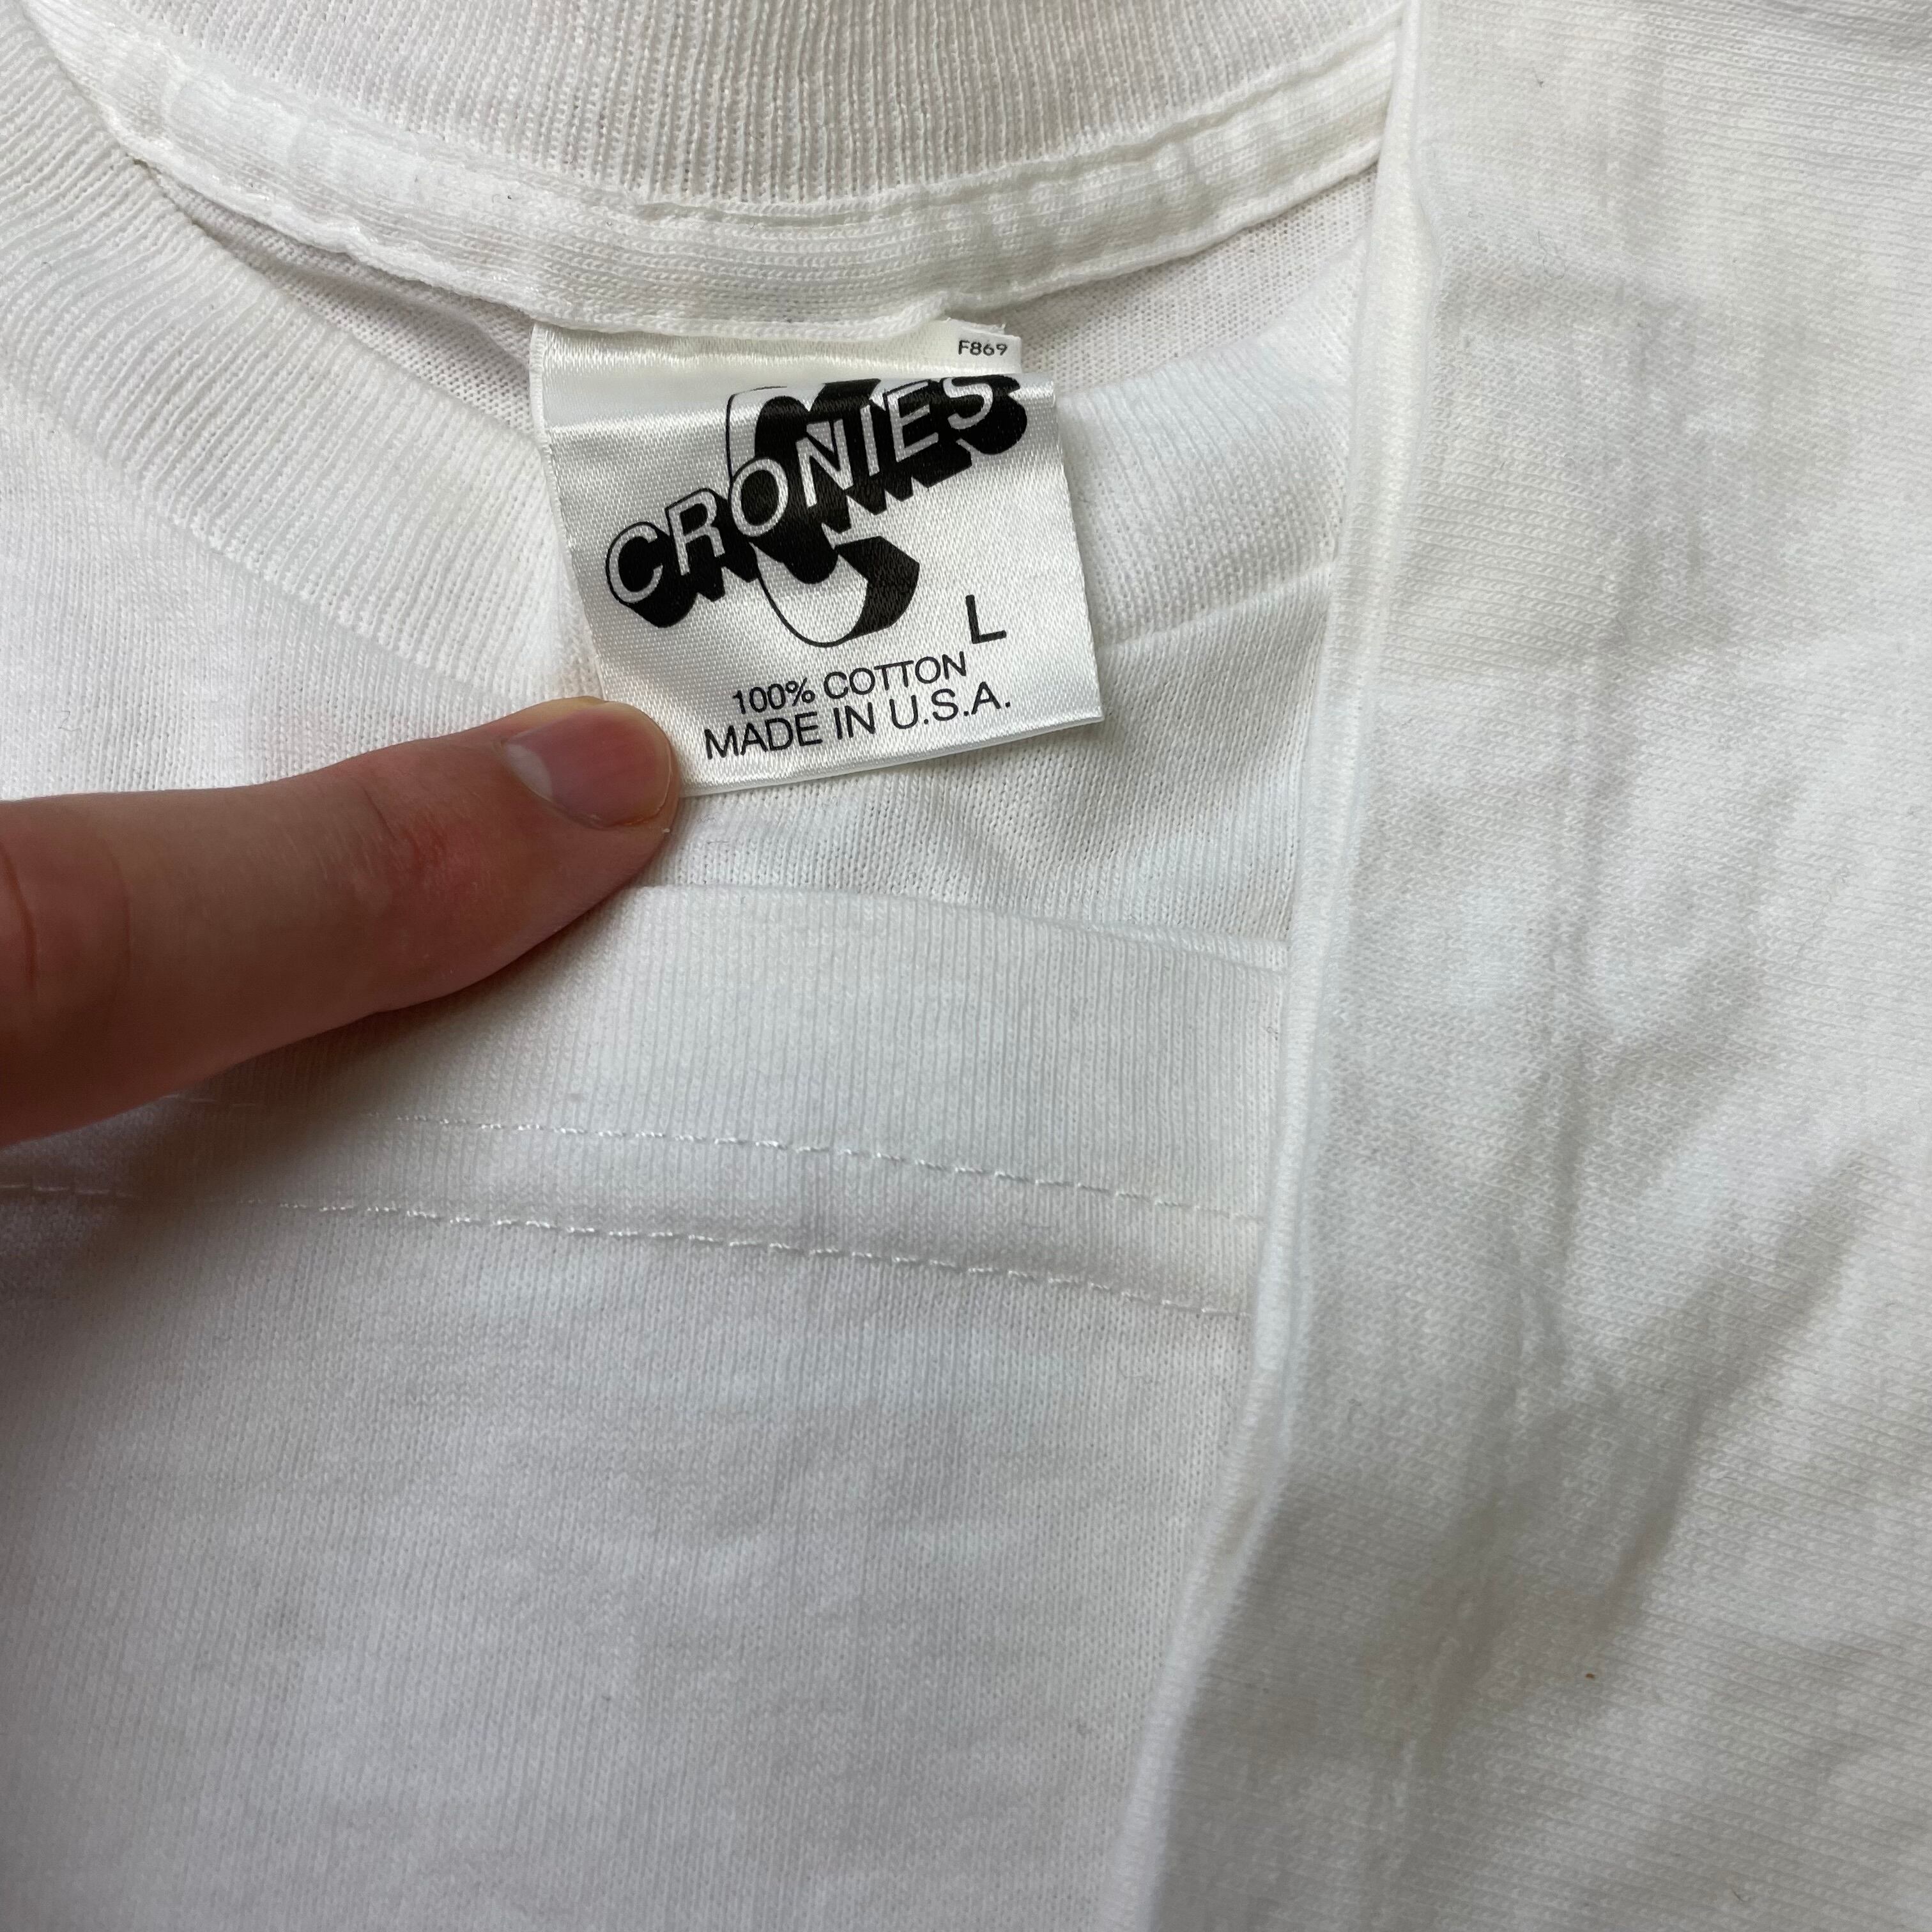 F869
CRONIES
L
100% COTTON
MADE IN U.S.A.